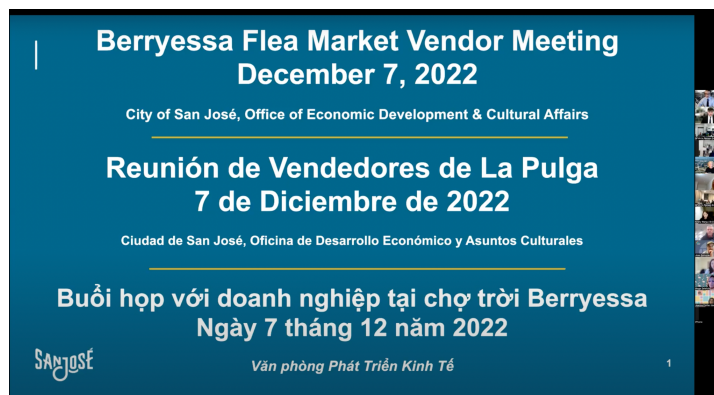 Berryessa Flea Market Vendor Meeting
December 7, 2022
City of San José, Office of Economic Development & Cultural Affairs
Reunión de Vendedores de La Pulga
7 de Diciembre de 2022
Ciudad de San José, Oficina de Desarrollo Económico y Asuntos Culturales
Buổi họp với doanh nghiệp tại chợ trời Berryessa
Ngày 7 tháng 12 năm 2022
SAN JOSÉ
Văn phòng Phát Triển Kinh Tế
1